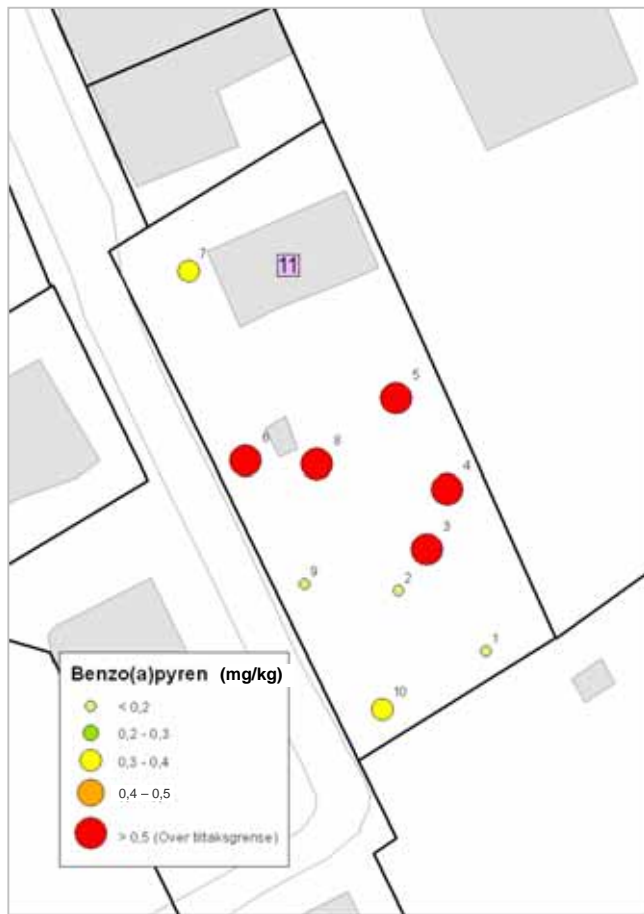 7
11
5
6
8
4
3
9
2
1
10
Benzo(a)pyren (mg/kg)
< 0,2
0,2 - 0,3
0,3 - 0,4
0,4 – 0,5
> 0,5 (Over tiltaksgrense)